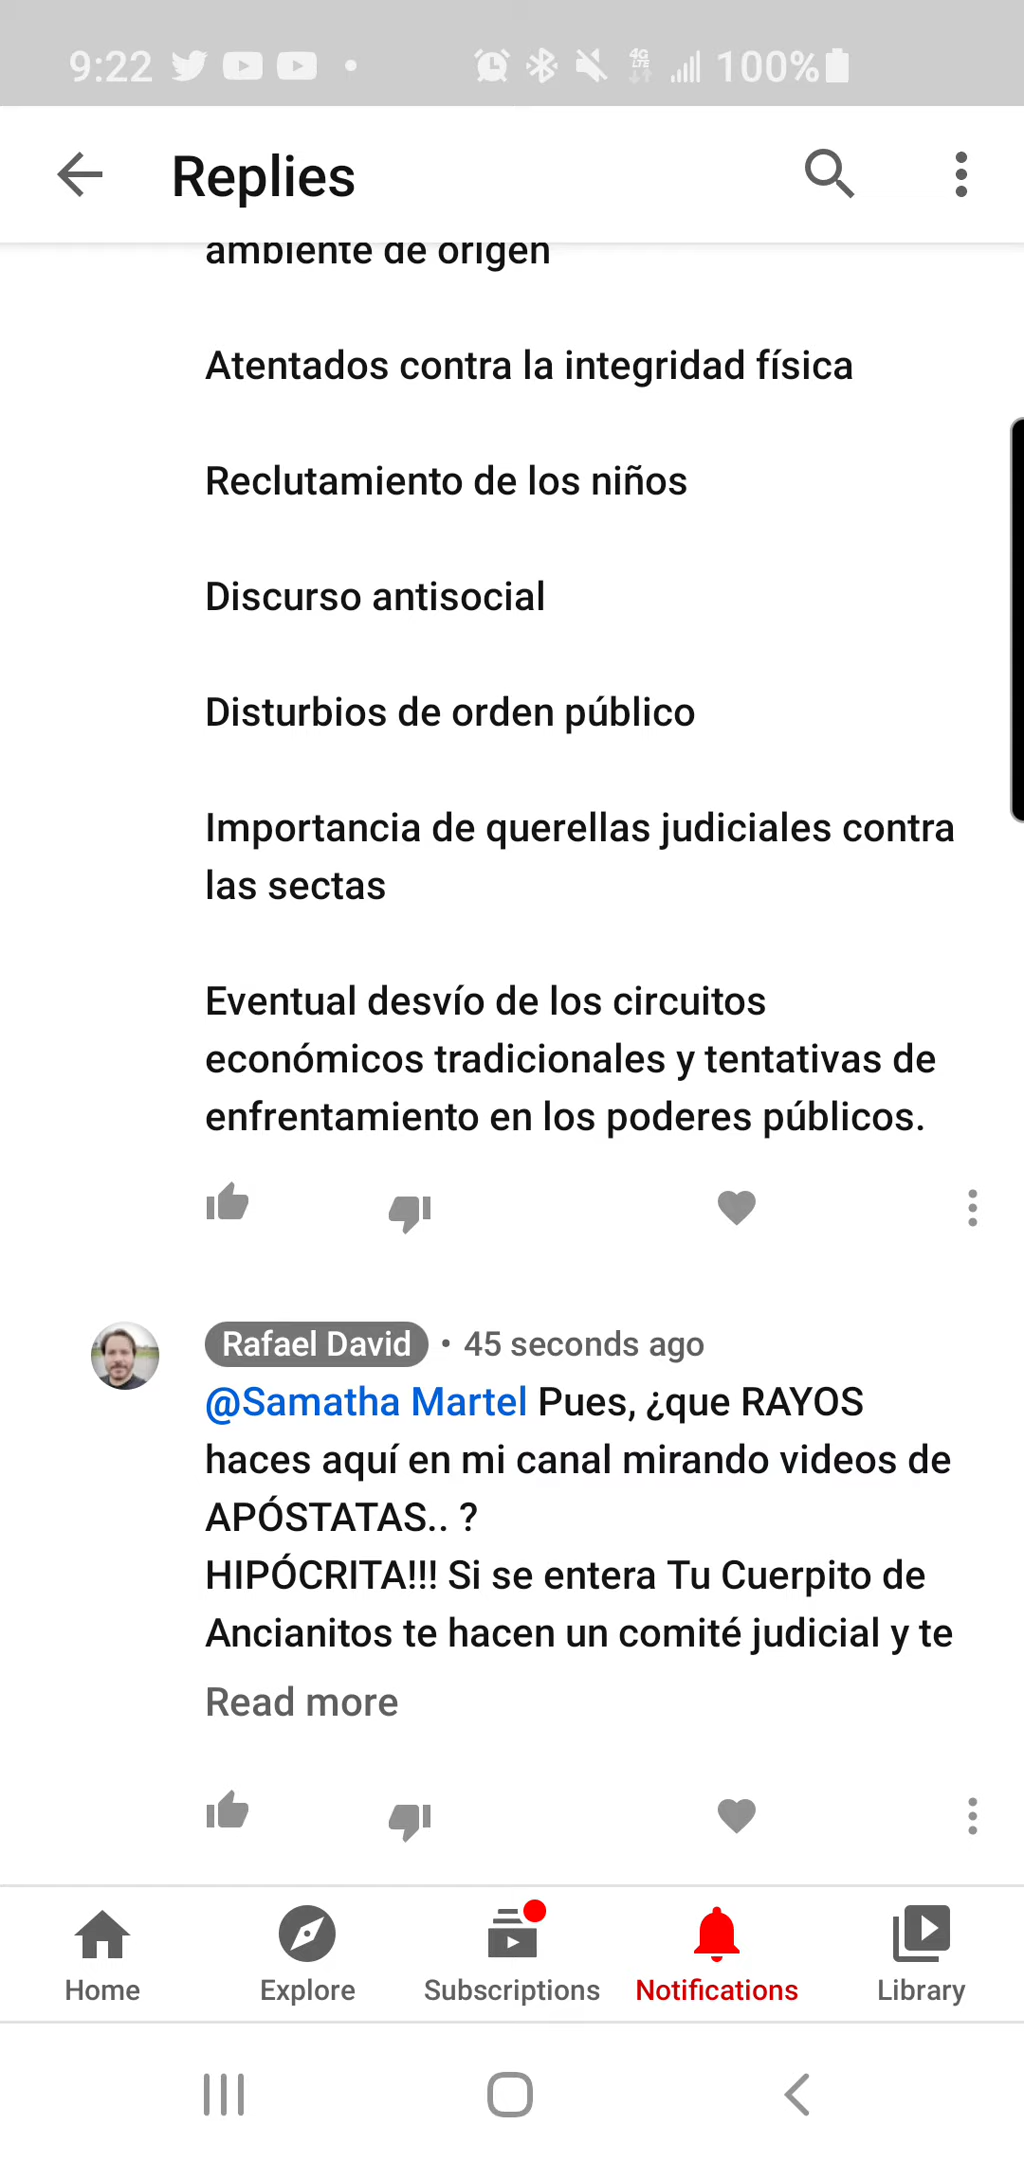 9:22
4G
LTE
100%
Replies
ambiente de origen
Atentados contra la integridad física
Reclutamiento de los niños
Discurso antisocial
Disturbios de orden público
Importancia de querellas judiciales contra
las sectas
Eventual desvío de los circuitos
económicos tradicionales y tentativas de
enfrentamiento en los poderes públicos.
Rafael David • 45 seconds ago
@Samatha Martel Pues, ¿que RAYOS
haces aquí en mi canal mirando videos de
APÓSTATAS.. ?
HIPÓCRITA!!! Si se entera Tu Cuerpito de
Ancianitos te hacen un comité judicial y te
Read more
Home
Explore
Subscriptions
Notifications
Library